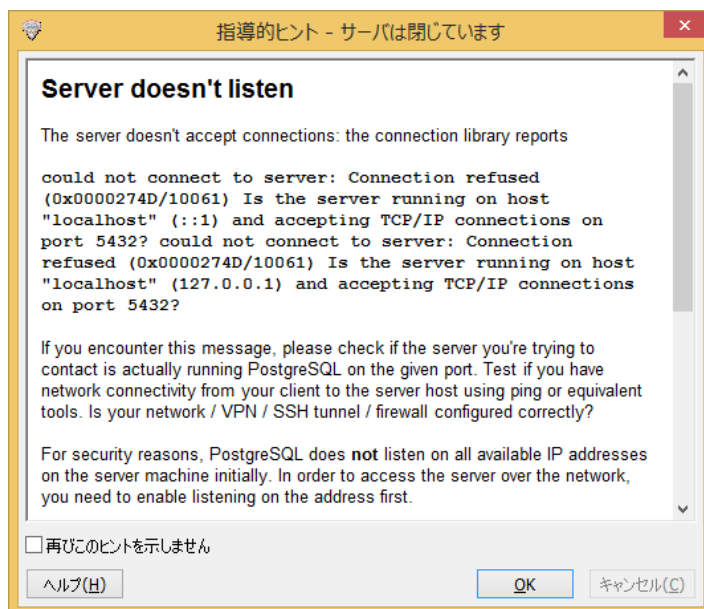 指導的ヒント - サーバは閉じています
Server doesn't listen
The server doesn't accept connections: the connection library reports
could not connect to server: Connection refused
(0x0000274D/10061) Is the server running on host
"localhost" (::1) and accepting TCP/IP connections on
port 5432? could not connect to server: Connection
refused (0x0000274D/10061) Is the server running on host
"localhost" (127.0.0.1) and accepting TCP/IP connections
on port 5432?
If you encounter this message, please check if the server you're trying to
contact is actually running PostgreSQL on the given port. Test if you have
network connectivity from your client to the server host using ping or equivalent
tools. Is your network / VPN / SSH tunnel / firewall configured correctly?
For security reasons, PostgreSQL does not listen on all available IP addresses
on the server machine initially. In order to access the server over the network,
you need to enable listening on the address first.
再びこのヒントを示しません
ヘルプ(H) OK キャンセル(C)